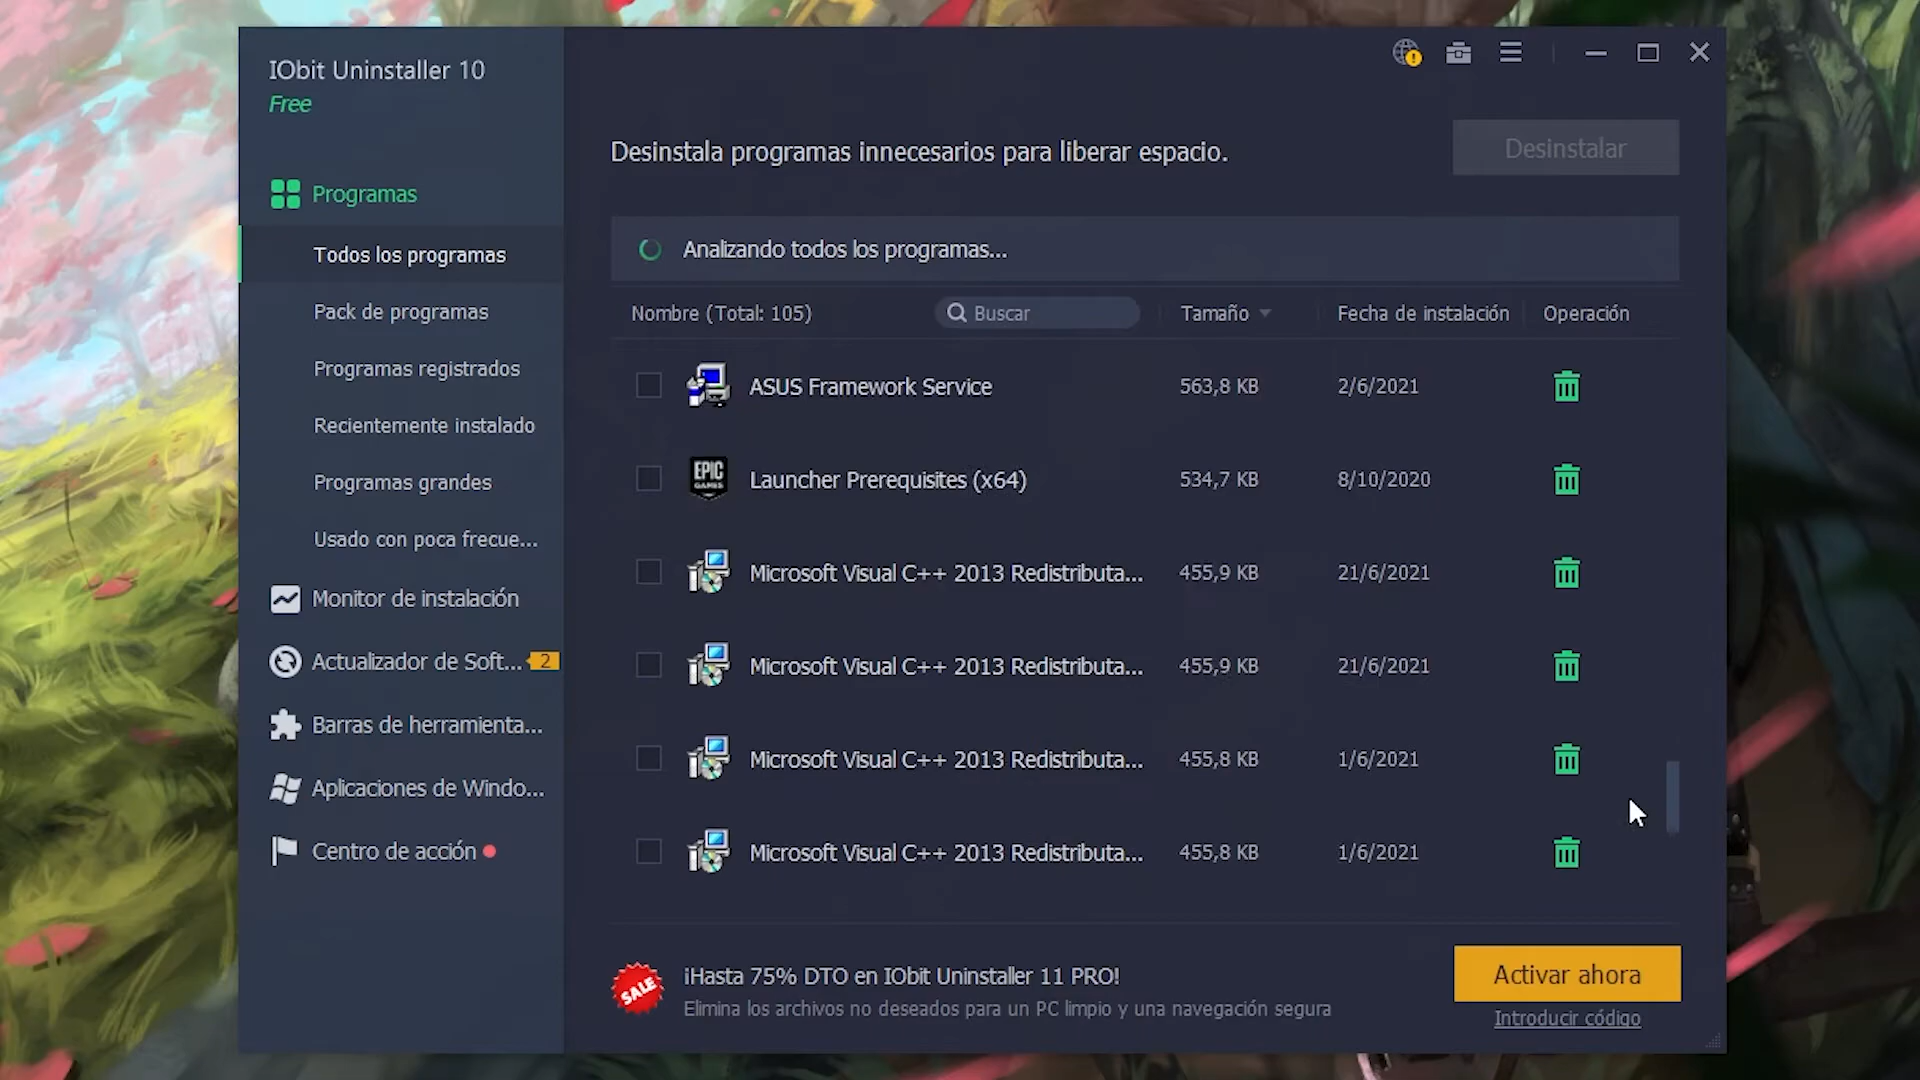 IObit Uninstaller 10
Free
Programas
Todos los programas
Pack de programas
Programas registrados
Recientemente instalado
Programas grandes
Usado con poca frecue...
Monitor de instalación
Actualizador de Soft... 2
Barras de herramienta...
Aplicaciones de Windo...
Centro de acción
Desinstala programas innecesarios para liberar espacio.
Desinstalar
Analizando todos los programas...
Nombre (Total: 105) Buscar Tamaño Fecha de instalación Operación
ASUS Framework Service 563,8 KB 2/6/2021
EPIC GAMES Launcher Prerequisites (x64) 534,7 KB 8/10/2020
Microsoft Visual C++ 2013 Redistributa... 455,9 KB 21/6/2021
Microsoft Visual C++ 2013 Redistributa... 455,9 KB 21/6/2021
Microsoft Visual C++ 2013 Redistributa... 455,8 KB 1/6/2021
Microsoft Visual C++ 2013 Redistributa... 455,8 KB 1/6/2021
SALE
¡Hasta 75% DTO en IObit Uninstaller 11 PRO!
Elimina los archivos no deseados para un PC limpio y una navegación segura
Activar ahora
Introducir código